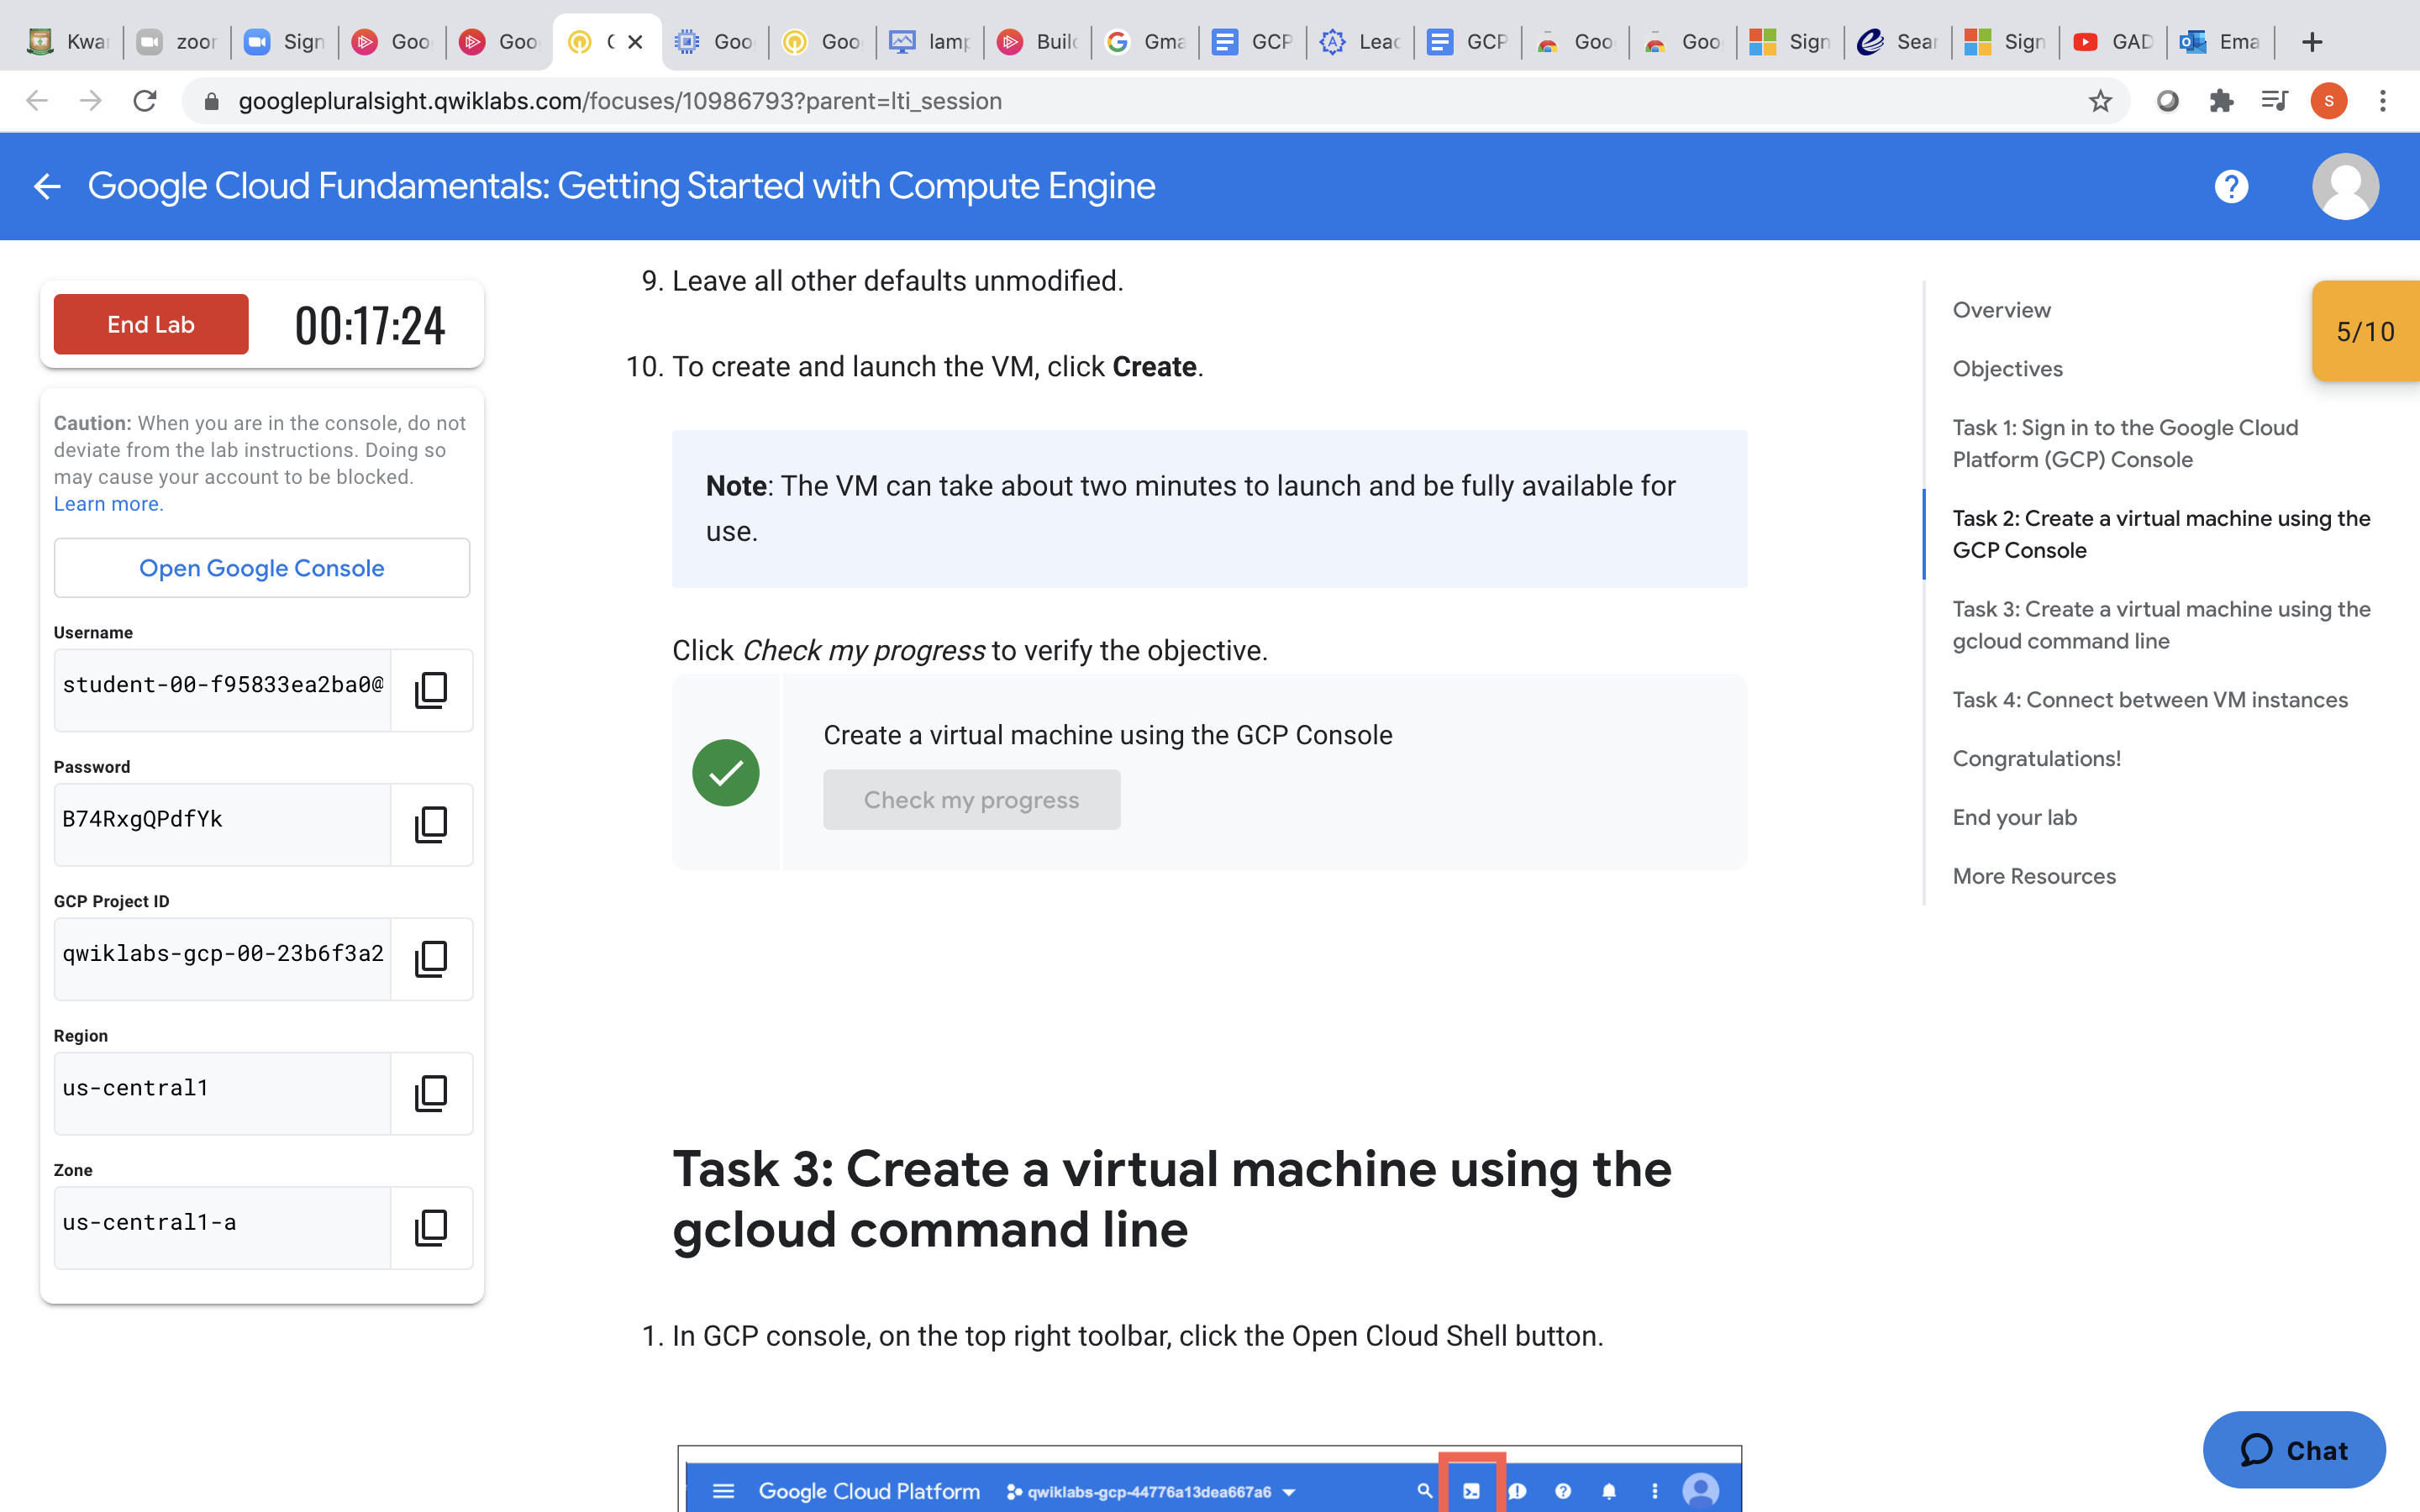 Kwa
zoor
Sign
Goo
Goo
Goo
Goo
lamp
Buil
Gma
GCP
Lead
GCP
Goo
Goo
Sign
Sear
Sign
GAD
Ema
googlepluralsight.qwiklabs.com/focuses/10986793?parent=lti_session
S
Google Cloud Fundamentals: Getting Started with Compute Engine
End Lab
00:17:24
Caution: When you are in the console, do not
deviate from the lab instructions. Doing so
may cause your account to be blocked.
Learn more.
Open Google Console
Username
student-00-f95833ea2ba0@
Password
B74RxgQPdfYk
GCP Project ID
qwiklabs-gcp-00-23b6f3a2
Region
us-central1
Zone
us-central1-a
9. Leave all other defaults unmodified.
10. To create and launch the VM, click Create.
Note: The VM can take about two minutes to launch and be fully available for
use.
Click Check my progress to verify the objective.
Create a virtual machine using the GCP Console
Check my progress
Task 3: Create a virtual machine using the
gcloud command line
1. In GCP console, on the top right toolbar, click the Open Cloud Shell button.
Google Cloud Platform
qwiklabs-gcp-44776a13dea667a6
Overview
Objectives
Task 1: Sign in to the Google Cloud
Platform (GCP) Console
Task 2: Create a virtual machine using the
GCP Console
Task 3: Create a virtual machine using the
gcloud command line
Task 4: Connect between VM instances
Congratulations!
End your lab
More Resources
5/10
Chat